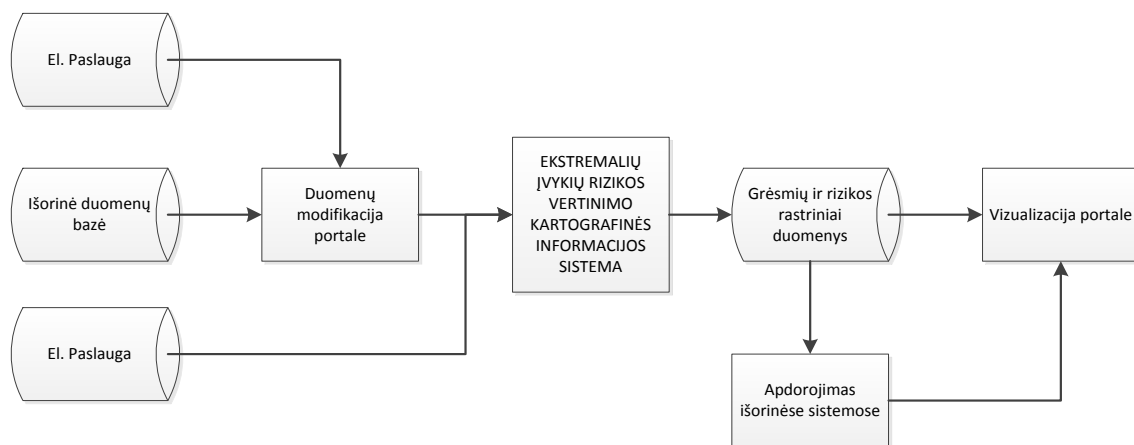 El. Paslauga
Išorinė duomenų
bazė
El. Paslauga
Duomenų
modifikacija
portale
EKSTREMALIŲ
ĮVYKIŲ RIZIKOS
VERTINIMO
KARTOGRAFINĖS
INFORMACIJOS
SISTEMA
Grėsmių ir rizikos
rastriniai
duomenys
Vizualizacija portale
Apdorojimas
išorinėse sistemose